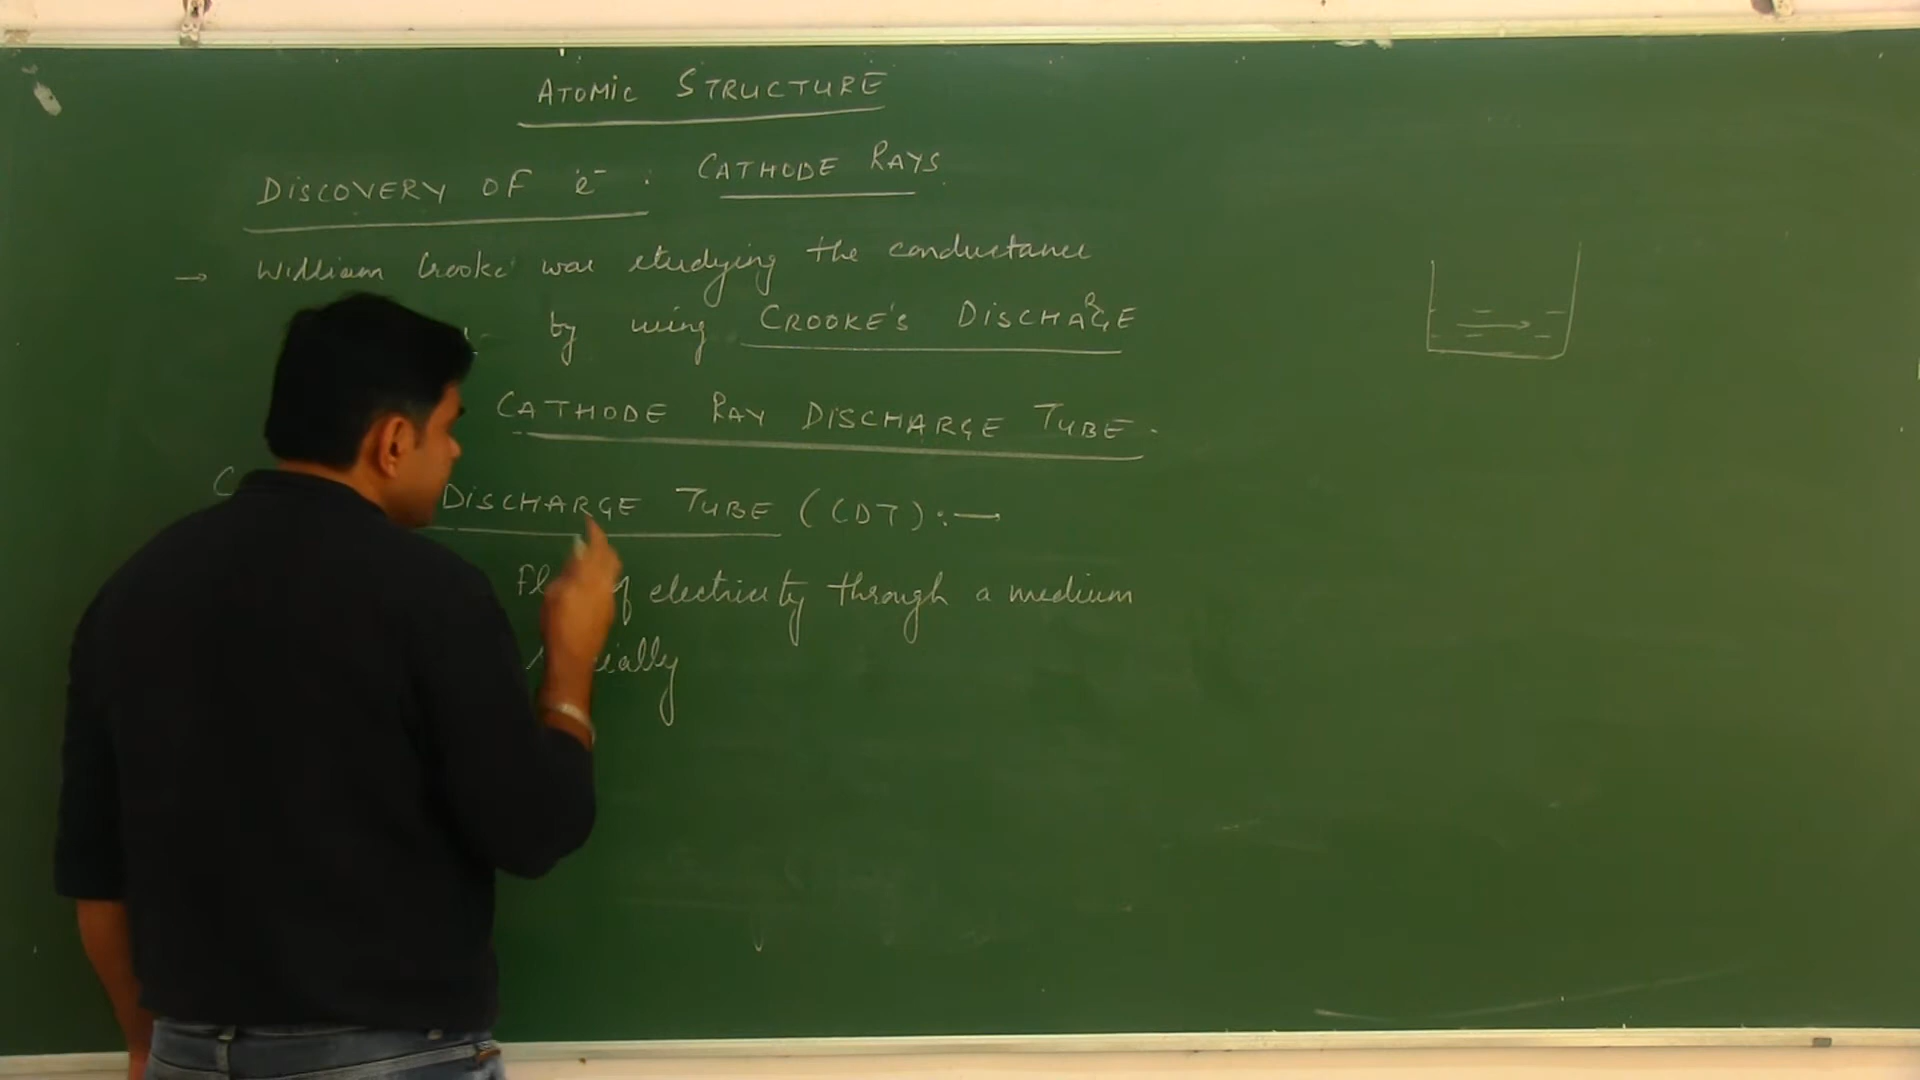 ATOMIC STRUCTURE
DISCOVERY OF e⁻ : CATHODE RAYS
→ William Crooke was studying the conductance
by using CROOKE'S DISCHARGE
CATHODE RAY DISCHARGE TUBE.
DISCHARGE TUBE (CDT) :→
of electricity through a medium